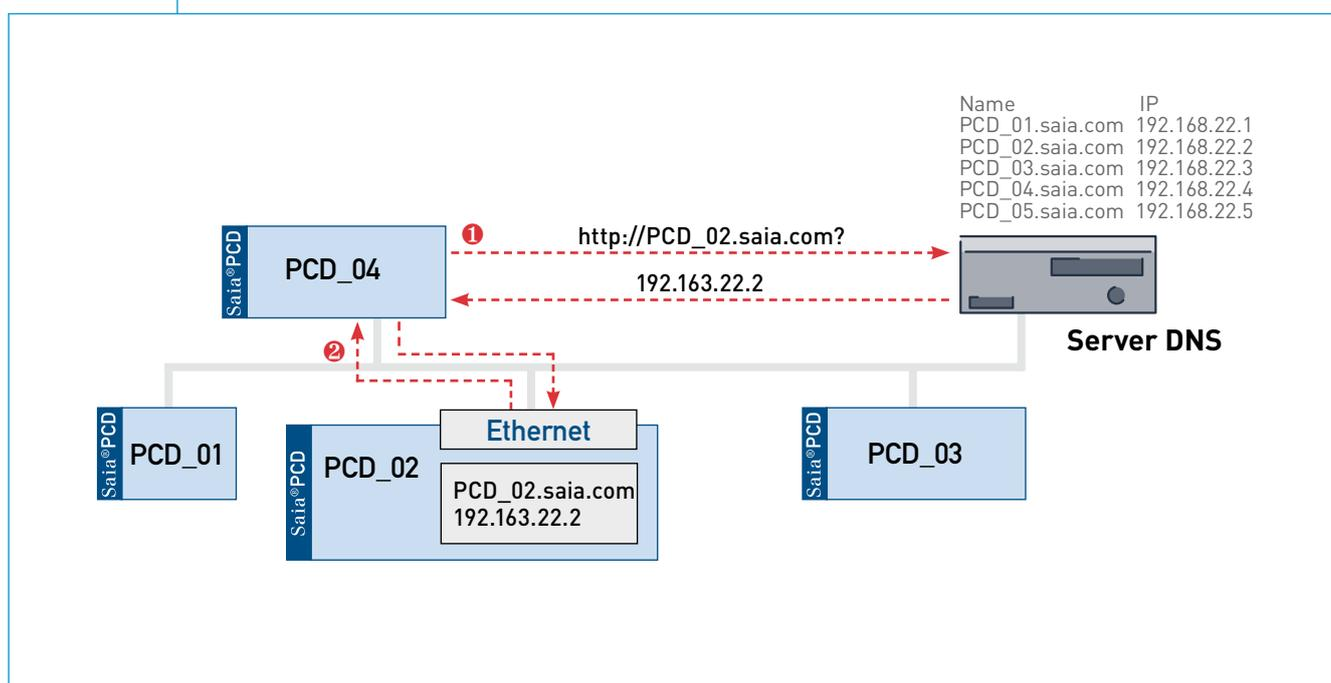 Name IP
PCD_01.saia.com 192.168.22.1
PCD_02.saia.com 192.168.22.2
PCD_03.saia.com 192.168.22.3
PCD_04.saia.com 192.168.22.4
PCD_05.saia.com 192.168.22.5
Saia®PCD
PCD_04
❶
http://PCD_02.saia.com?
192.163.22.2
Server DNS
❷
Saia®PCD
PCD_01
Saia®PCD
PCD_02
Ethernet
PCD_02.saia.com
192.163.22.2
Saia®PCD
PCD_03